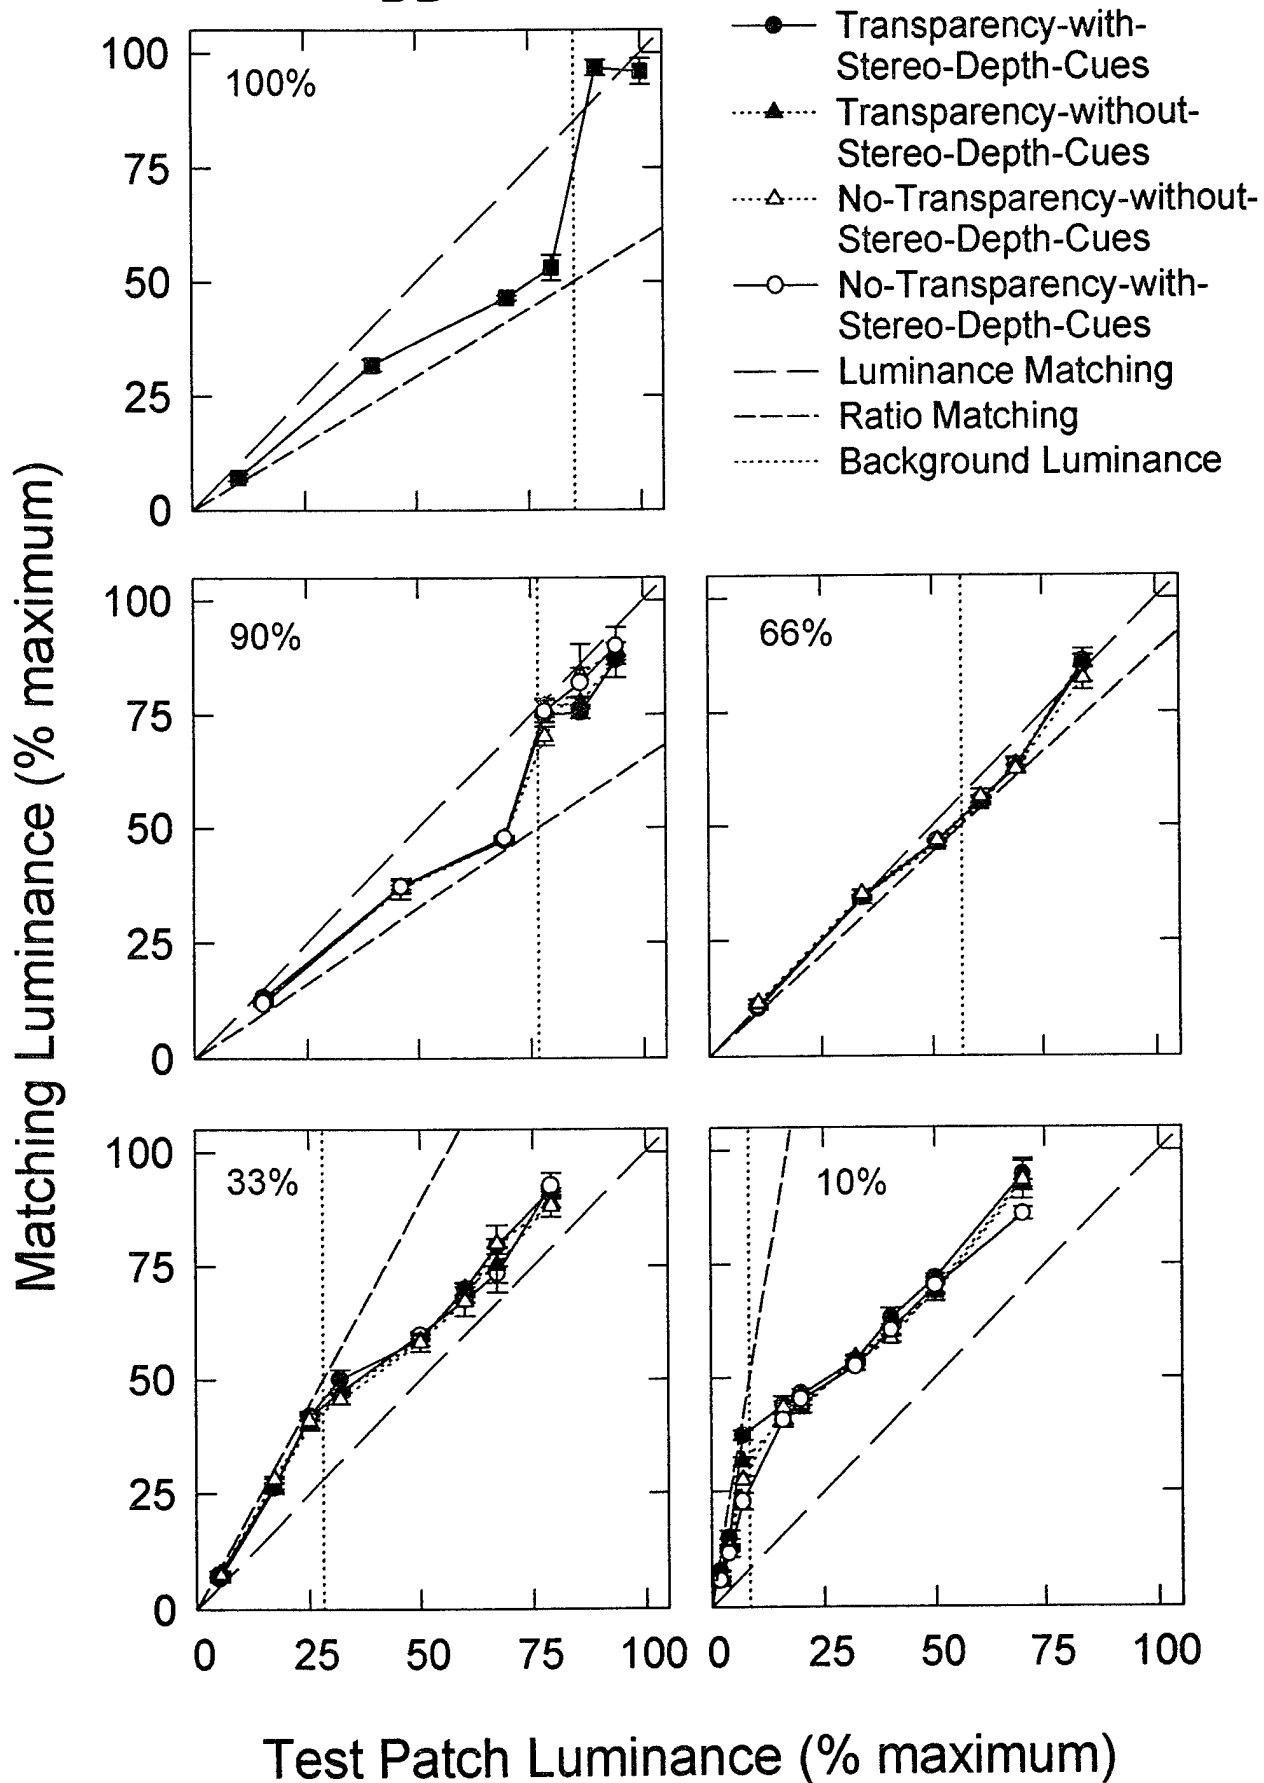 100%
100
75
50
25
0
Transparency-with-
Stereo-Depth-Cues
Transparency-without-
Stereo-Depth-Cues
No-Transparency-without-
Stereo-Depth-Cues
No-Transparency-with-
Stereo-Depth-Cues
Luminance Matching
Ratio Matching
Background Luminance
Matching Luminance (% maximum)
90%
100
75
50
25
0
66%
33%
100
75
50
25
0
0 25 50 75 100
10%
0 25 50 75 100
Test Patch Luminance (% maximum)